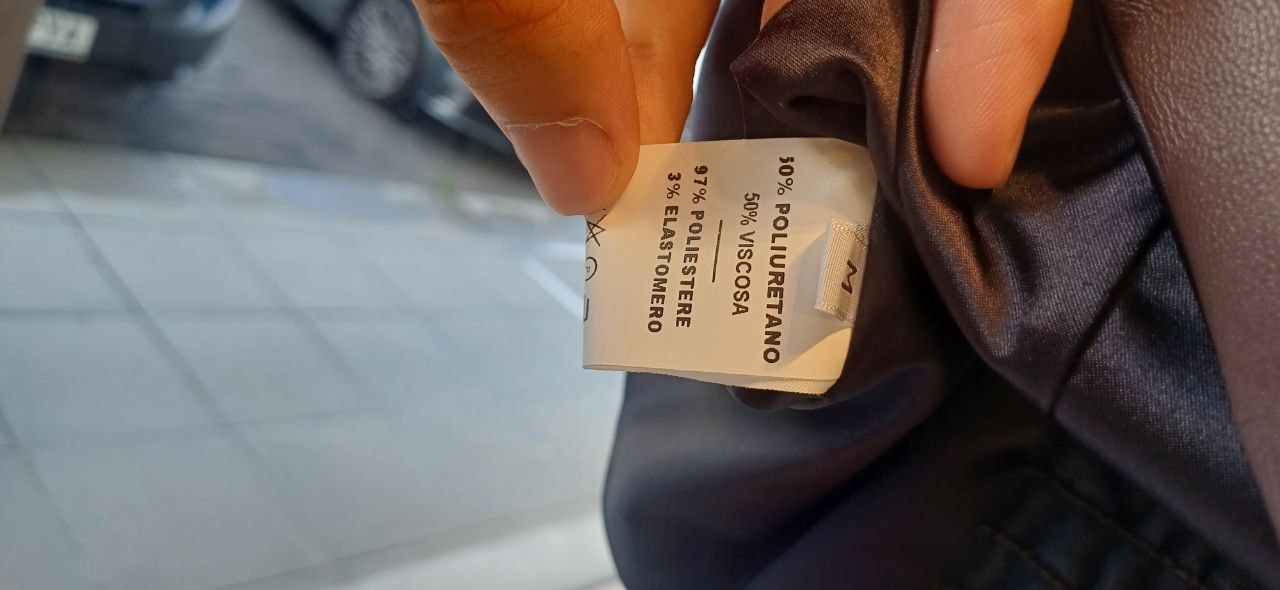 M
50% POLIURETANO
50% VISCOSA
97% POLIESTERE
3% ELASTOMERO